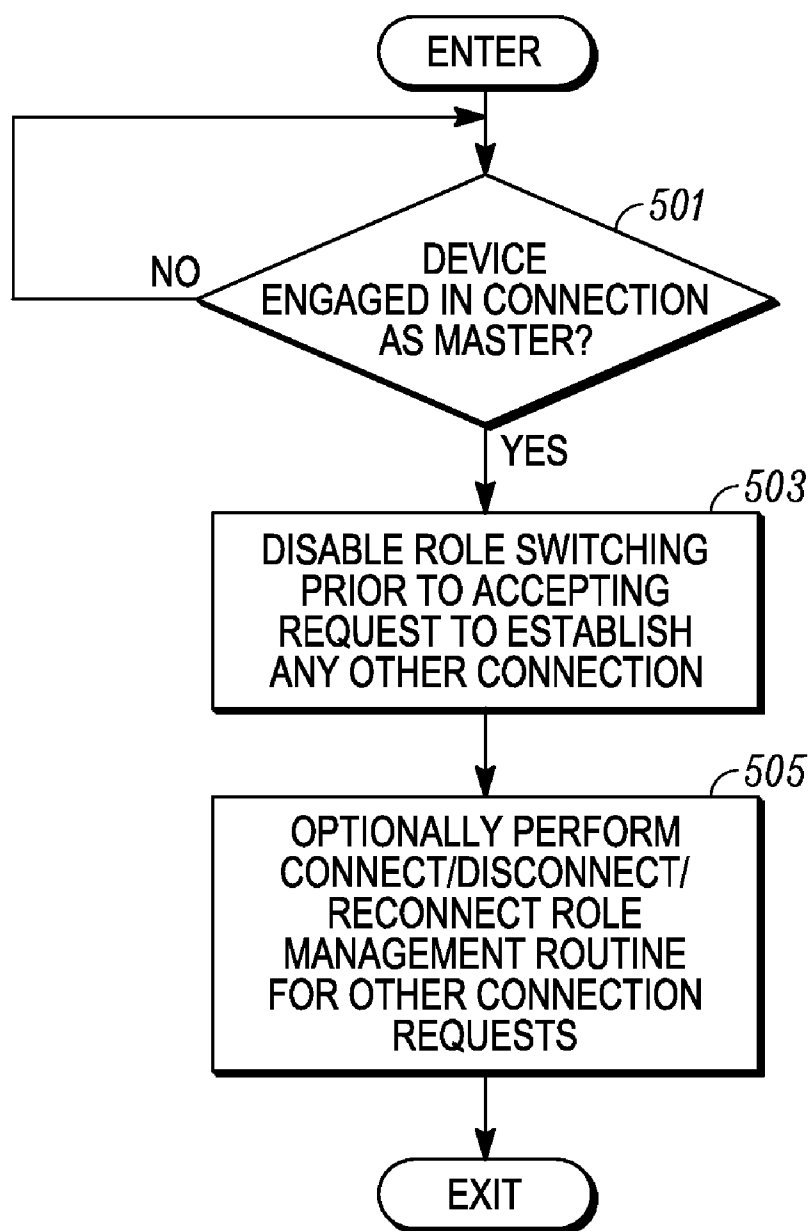 ENTER
501
DEVICE
ENGAGED IN CONNECTION
AS MASTER?
NO
YES
503
DISABLE ROLE SWITCHING
PRIOR TO ACCEPTING
REQUEST TO ESTABLISH
ANY OTHER CONNECTION
505
OPTIONALLY PERFORM
CONNECT/DISCONNECT/
RECONNECT ROLE
MANAGEMENT ROUTINE
FOR OTHER CONNECTION
REQUESTS
EXIT